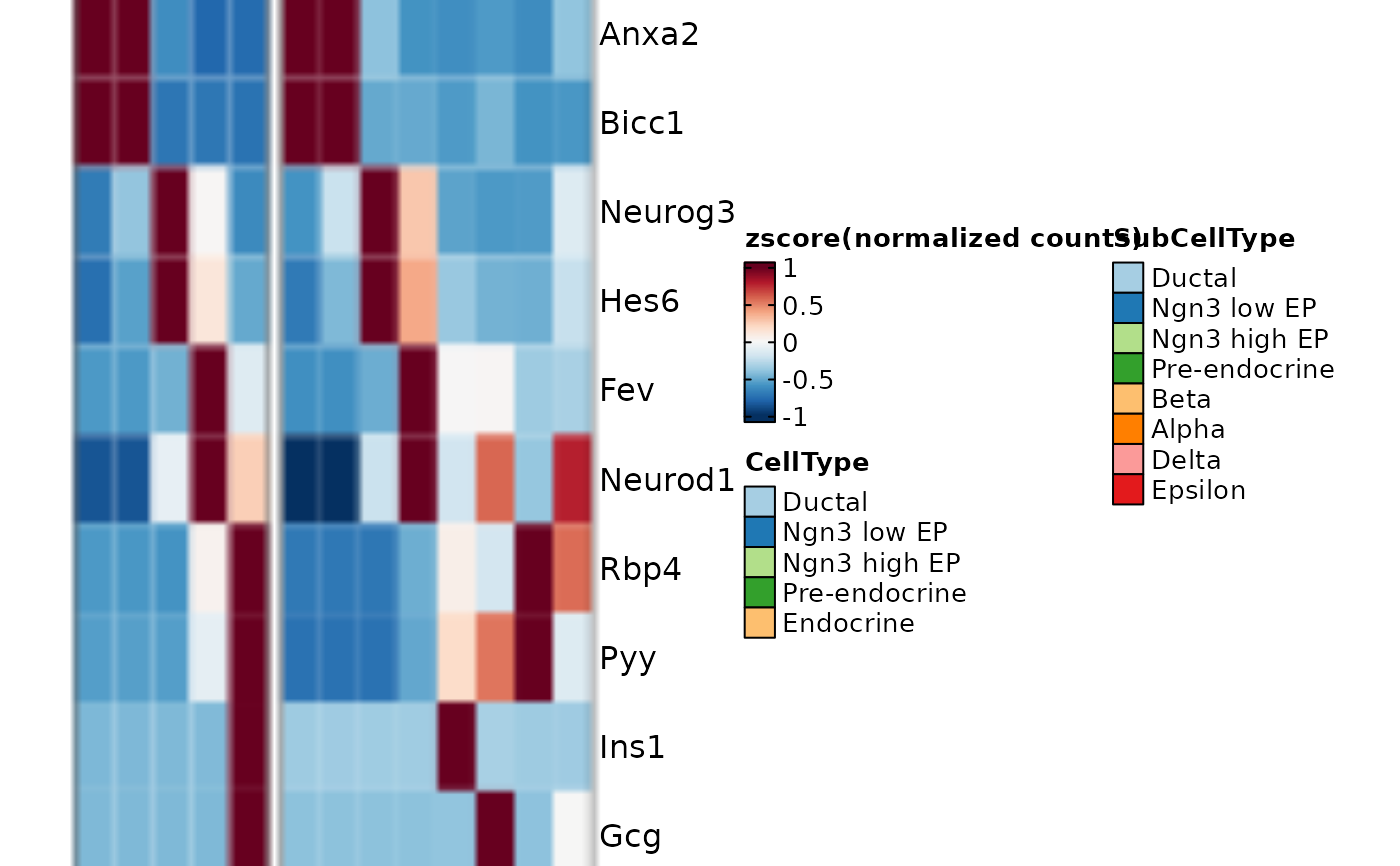 Anxa2
Bicc1
Neurog3
Hes6
Fev
Neurod1
Rbp4
Pyy
Ins1
Gcg
zscore(normalized counts)
1
0.5
0
-0.5
-1
CellType
Ductal
Ngn3 low EP
Ngn3 high EP
Pre-endocrine
Endocrine
SubCellType
Ductal
Ngn3 low EP
Ngn3 high EP
Pre-endocrine
Beta
Alpha
Delta
Epsilon